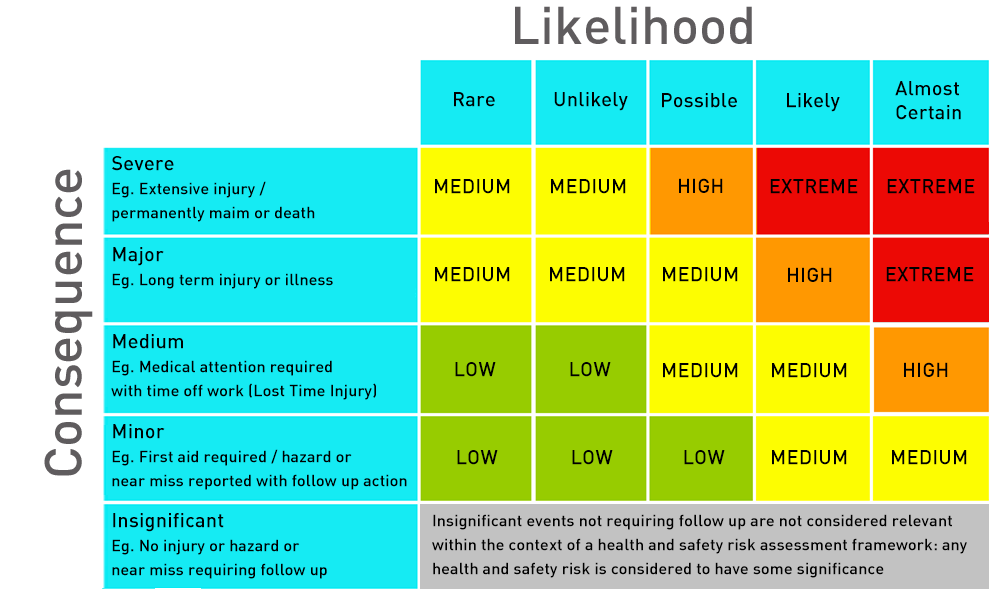 Likelihood
Rare
Unlikely
Possible
Likely
Almost
Certain
Consequence
Severe
Eg. Extensive injury /
permanently maim or death
MEDIUM
MEDIUM
HIGH
EXTREME
EXTREME
Major
Eg. Long term injury or illness
MEDIUM
MEDIUM
MEDIUM
HIGH
EXTREME
Medium
Eg. Medical attention required
with time off work (Lost Time Injury)
LOW
LOW
MEDIUM
MEDIUM
HIGH
Minor
Eg. First aid required / hazard or
near miss reported with follow up action
LOW
LOW
LOW
MEDIUM
MEDIUM
Insignificant
Eg. No injury or hazard or
near miss requiring follow up
Insignificant events not requiring follow up are not considered relevant
within the context of a health and safety risk assessment framework: any
health and safety risk is considered to have some significance